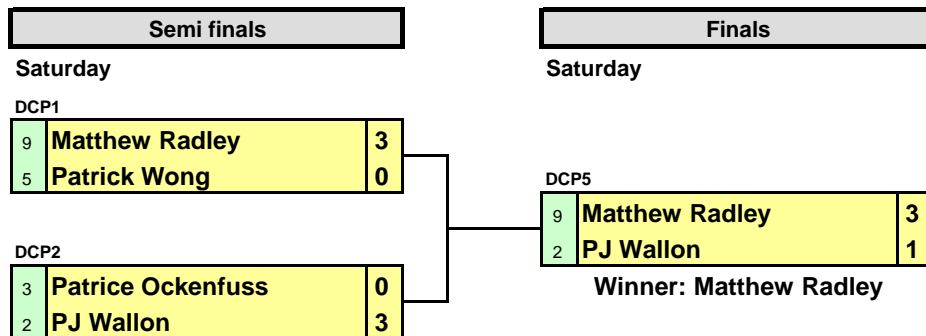 Semi finals
Finals
Saturday
Saturday
DCP1
9 Matthew Radley 3
5 Patrick Wong 0
DCP5
9 Matthew Radley 3
2 PJ Wallon 1
Winner: Matthew Radley
DCP2
3 Patrice Ockenfuss 0
2 PJ Wallon 3